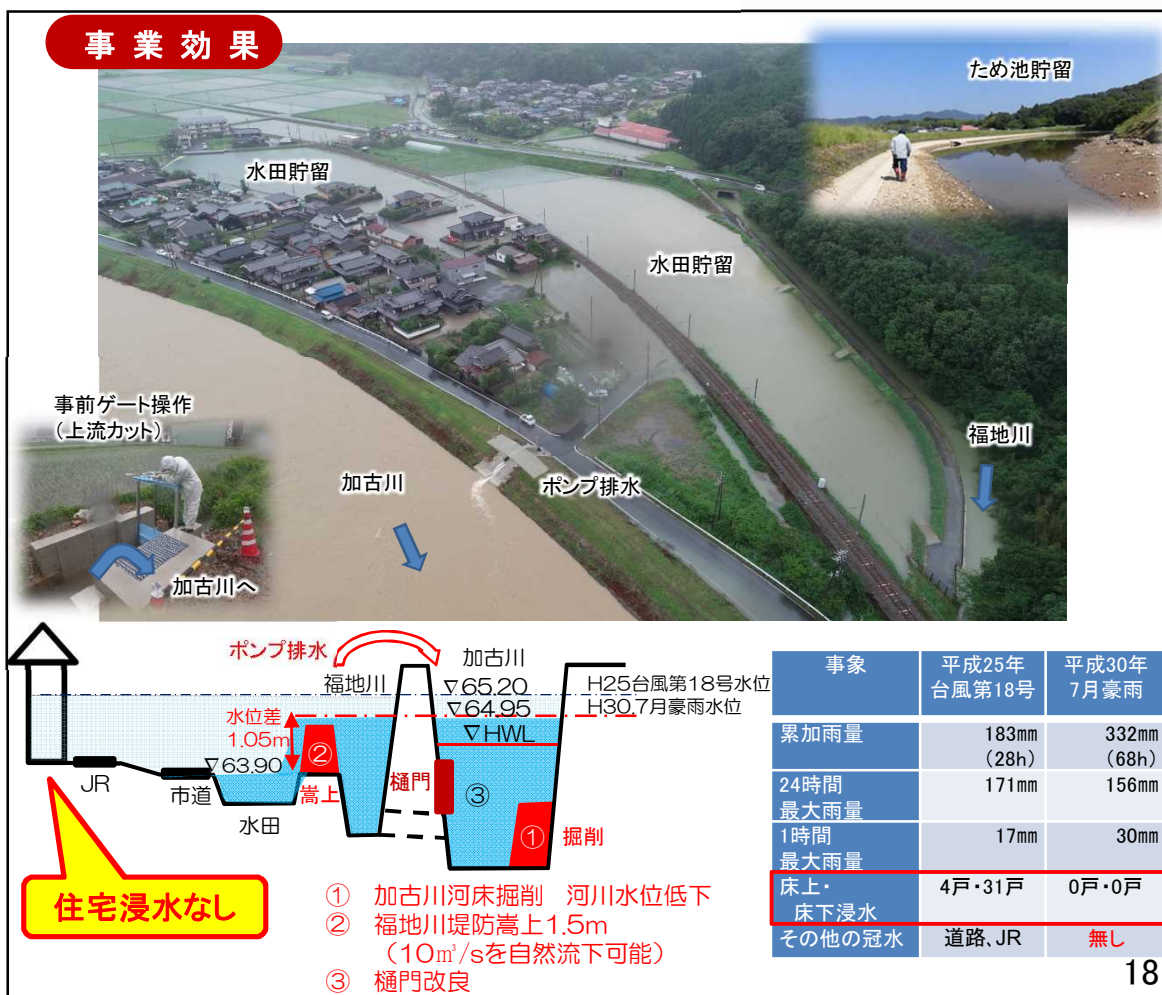 事業効果
ため池貯留
水田貯留
水田貯留
福地川
事前ゲート操作
（上流カット）
加古川
ポンプ排水
加古川へ
ポンプ排水
加古川
福地川
▽65.20
H25台風第18号水位
▽64.95
H30.7月豪雨水位
水位差
1.05m
▽HWL
②
▽63.90
樋門
③
JR
市道
嵩上
①
掘削
水田
住宅浸水なし
① 加古川河床掘削 河川水位低下
② 福地川堤防嵩上1.5m
（10㎥/sを自然流下可能）
③ 樋門改良
事象 平成25年 平成30年
台風第18号 7月豪雨
累加雨量 183mm 332mm
(28h) (68h)
24時間 171mm 156mm
最大雨量
1時間 17mm 30mm
最大雨量
床上・ 4戸・31戸 0戸・0戸
床下浸水
その他の冠水 道路、JR 無し
18